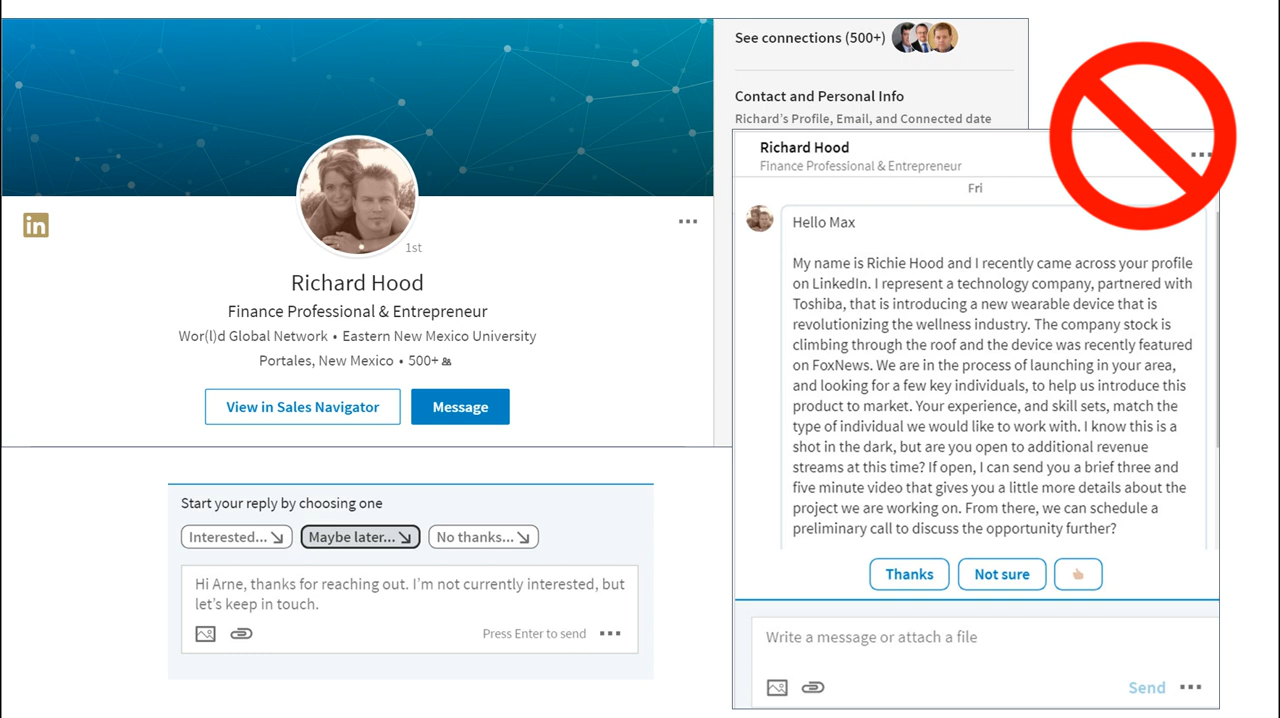 See connections (500+)
Contact and Personal Info
Richard's Profile, Email, and Connected date
in
1st
Richard Hood
Finance Professional & Entrepreneur
Wor(l)d Global Network • Eastern New Mexico University
Portales, New Mexico • 500+
View in Sales Navigator
Message
Richard Hood
Finance Professional & Entrepreneur
Fri
Hello Max
My name is Richie Hood and I recently came across your profile
on LinkedIn. I represent a technology company, partnered with
Toshiba, that is introducing a new wearable device that is
revolutionizing the wellness industry. The company stock is
climbing through the roof and the device was recently featured
on FoxNews. We are in the process of launching in your area,
and looking for a few key individuals, to help us introduce this
product to market. Your experience, and skill sets, match the
type of individual we would like to work with. I know this is a
shot in the dark, but are you open to additional revenue
streams at this time? If open, I can send you a brief three and
five minute video that gives you a little more details about the
project we are working on. From there, we can schedule a
preliminary call to discuss the opportunity further?
Thanks
Not sure
Write a message or attach a file
Send
Start your reply by choosing one
Interested...
Maybe later...
No thanks...
Hi Arne, thanks for reaching out. I'm not currently interested, but
let's keep in touch.
Press Enter to send